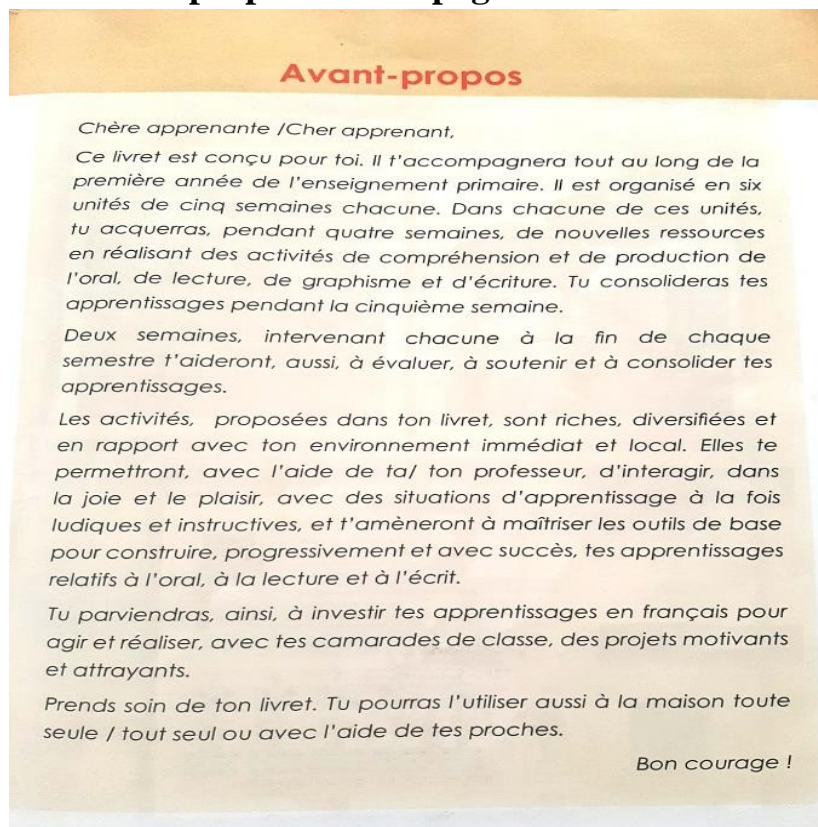 Avant-propos
Chère apprenante /Cher apprenant,
Ce livret est conçu pour toi. Il t'accompagnera tout au long de la
première année de l'enseignement primaire. Il est organisé en six
unités de cinq semaines chacune. Dans chacune de ces unités,
tu acquerras, pendant quatre semaines, de nouvelles ressources
en réalisant des activités de compréhension et de production de
l'oral, de lecture, de graphisme et d'écriture. Tu consolideras tes
apprentissages pendant la cinquième semaine.
Deux semaines, intervenant chacune à la fin de chaque
semestre t'aideront, aussi, à évaluer, à soutenir et à consolider tes
apprentissages.
Les activités, proposées dans ton livret, sont riches, diversifiées et
en rapport avec ton environnement immédiat et local. Elles te
permettront, avec l'aide de ta/ ton professeur, d'interagir, dans
la joie et le plaisir, avec des situations d'apprentissage à la fois
ludiques et instructives, et t'amèneront à maîtriser les outils de base
pour construire, progressivement et avec succès, tes apprentissages
relatifs à l'oral, à la lecture et à l'écrit.
Tu parviendras, ainsi, à investir tes apprentissages en français pour
agir et réaliser, avec tes camarades de classe, des projets motivants
et attrayants.
Prends soin de ton livret. Tu pourras l'utiliser aussi à la maison toute
seule / tout seul ou avec l'aide de tes proches.
Bon courage !